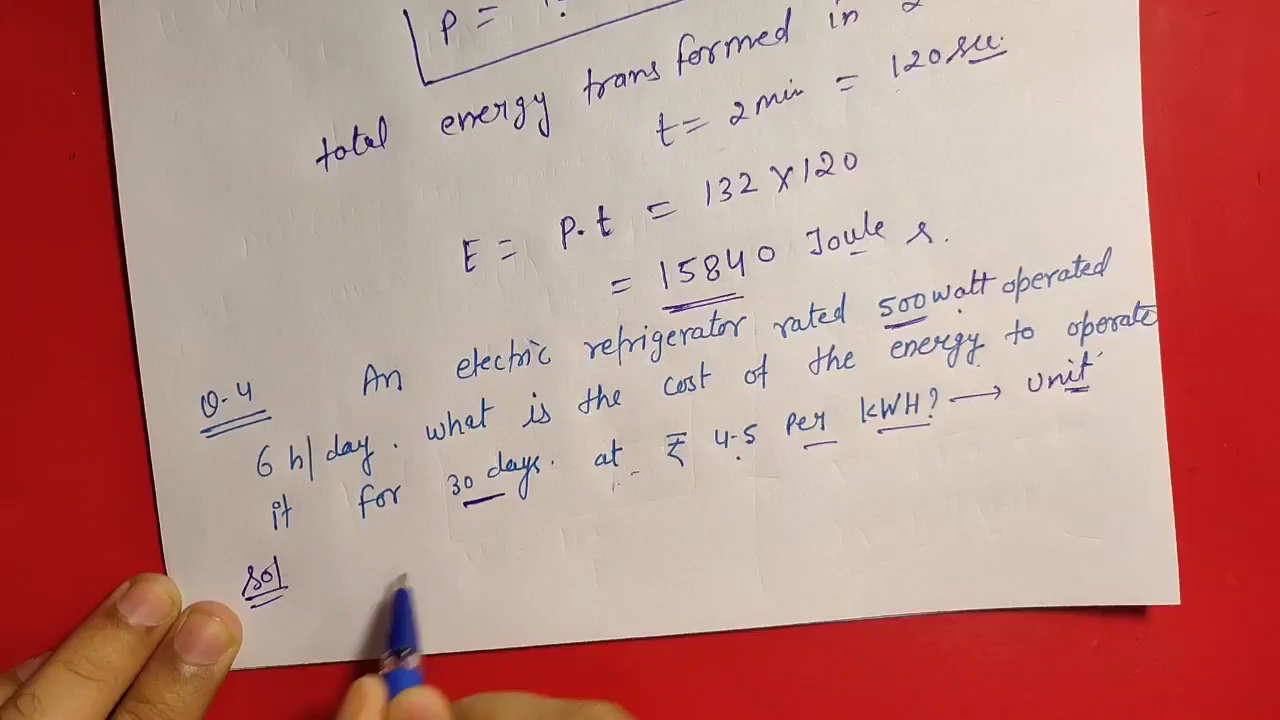 P =
total energy transformed in 2
t = 2 min = 120 sec.
E = P.t = 132 x 120
= 15840 Joule s.
Q.4 An electric refrigerator rated 500 watt operated
6 h/day. what is the cost of the energy to operate
it for 30 days. at ₹ 4.5 per kWH? → unit
Sol